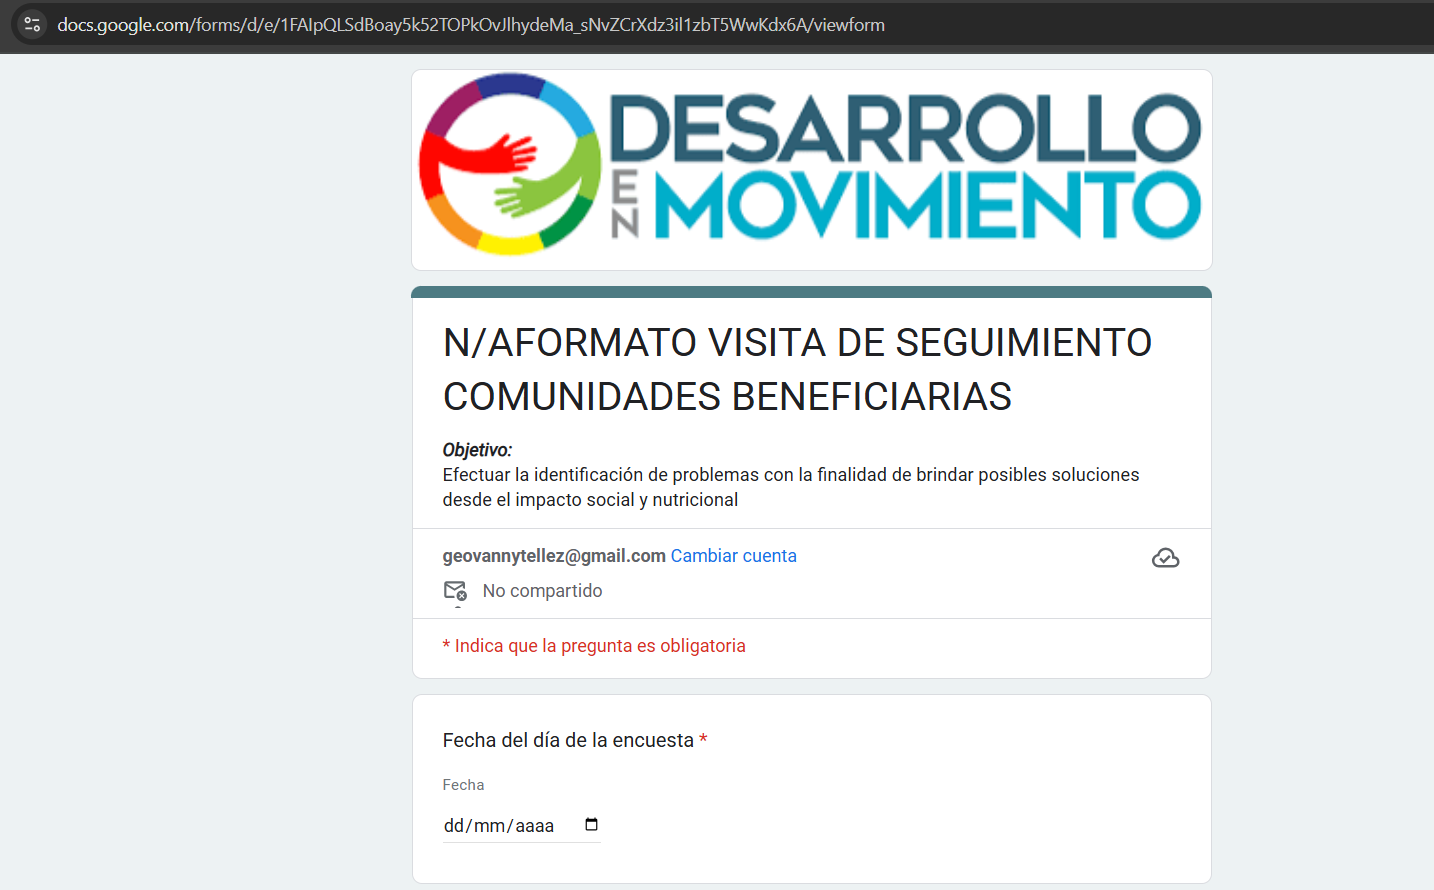 docs.google.com/forms/d/e/1FAIpQLSdBoay5k52TOPkOvJlhydeMa_sNvZCrXdz3il1zbT5WwKdx6A/viewform
DESARROLLO
EN MOVIMIENTO
N/AFORMATO VISITA DE SEGUIMIENTO
COMUNIDADES BENEFICIARIAS
Objetivo:
Efectuar la identificación de problemas con la finalidad de brindar posibles soluciones
desde el impacto social y nutricional
geovannytellez@gmail.com Cambiar cuenta
No compartido
* Indica que la pregunta es obligatoria
Fecha del día de la encuesta *
Fecha
dd/mm/aaaa